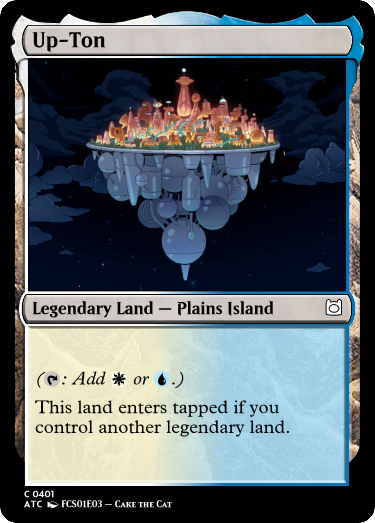 Up-Ton
Legendary Land — Plains Island
(: Add or .)
This land enters tapped if you
control another legendary land.
C 0401
ATC FCS01E03 – Cake the Cat